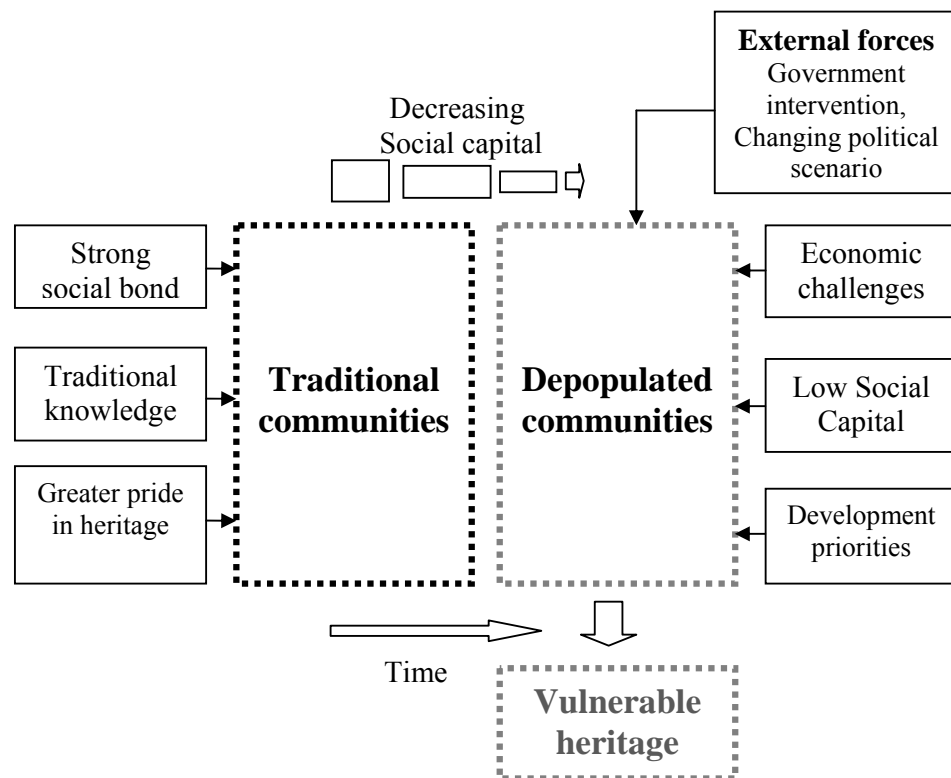 External forces
Government
intervention,
Changing political
scenario
Decreasing
Social capital
Strong
social bond
Traditional
knowledge
Greater pride
in heritage
Traditional
communities
Depopulated
communities
Economic
challenges
Low Social
Capital
Development
priorities
Time
Vulnerable
heritage